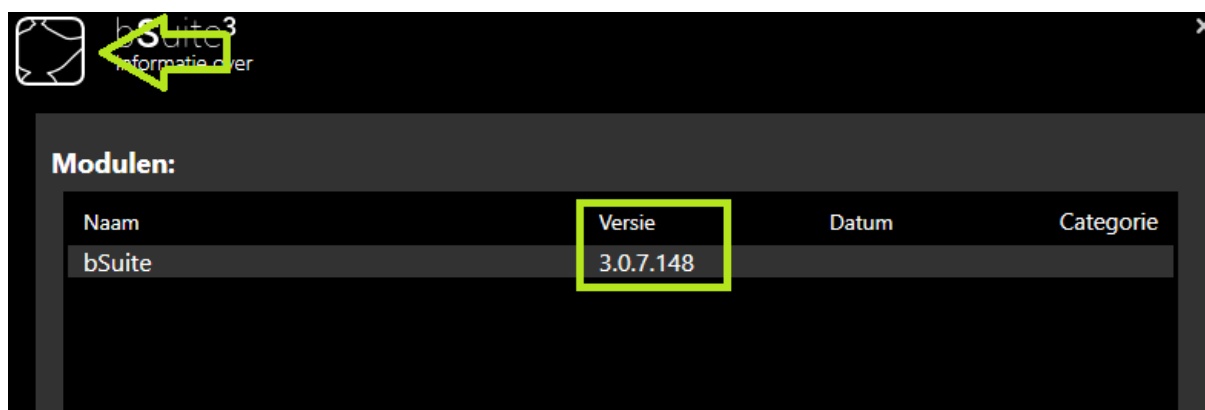 bSuite³
Informatie over
Modulen:
Naam Versie Datum Categorie
bSuite 3.0.7.148